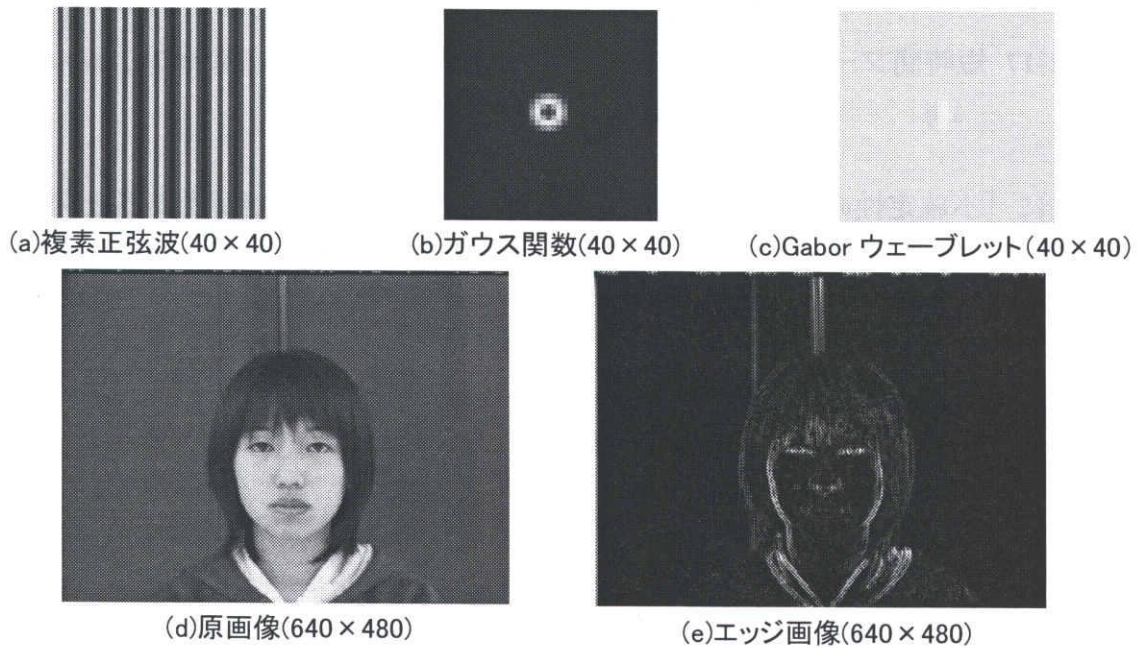 (a)複素正弦波(40×40)
(b)ガウス関数(40×40)
(c)Gabor ウェーブレット(40×40)
(d)原画像(640×480)
(e)エッジ画像(640×480)